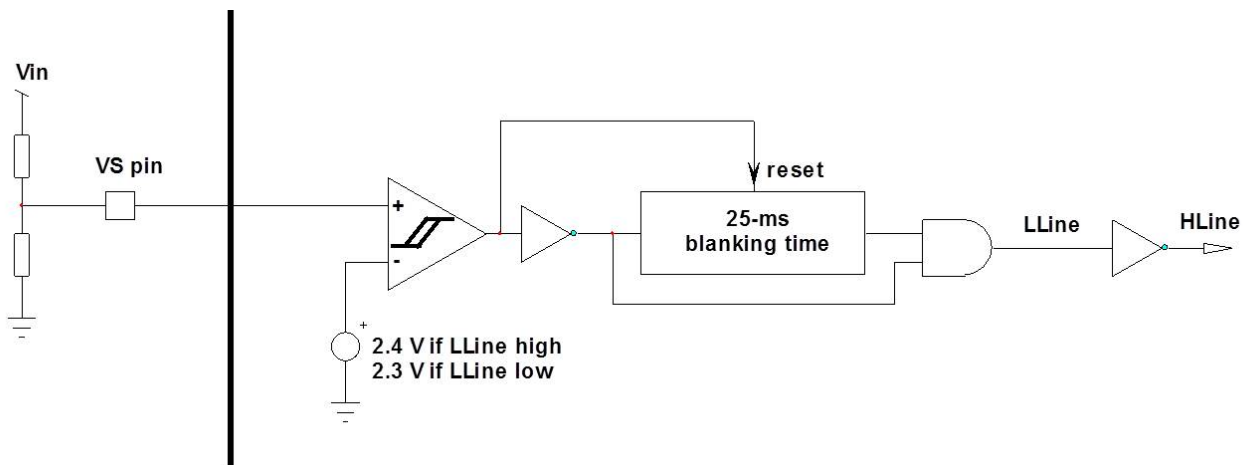 Vin
VS pin
+
-
reset
25-ms
blanking time
LLine
HLine
+
2.4 V if LLine high
2.3 V if LLine low